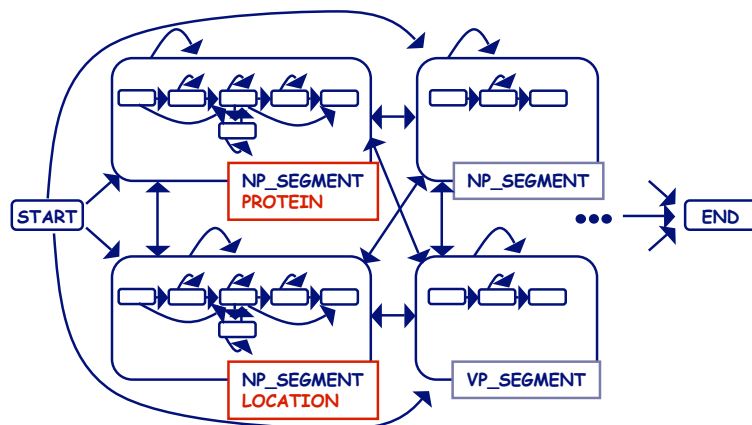 NP_SEGMENT
PROTEIN
NP_SEGMENT
START
END
NP_SEGMENT
LOCATION
VP_SEGMENT